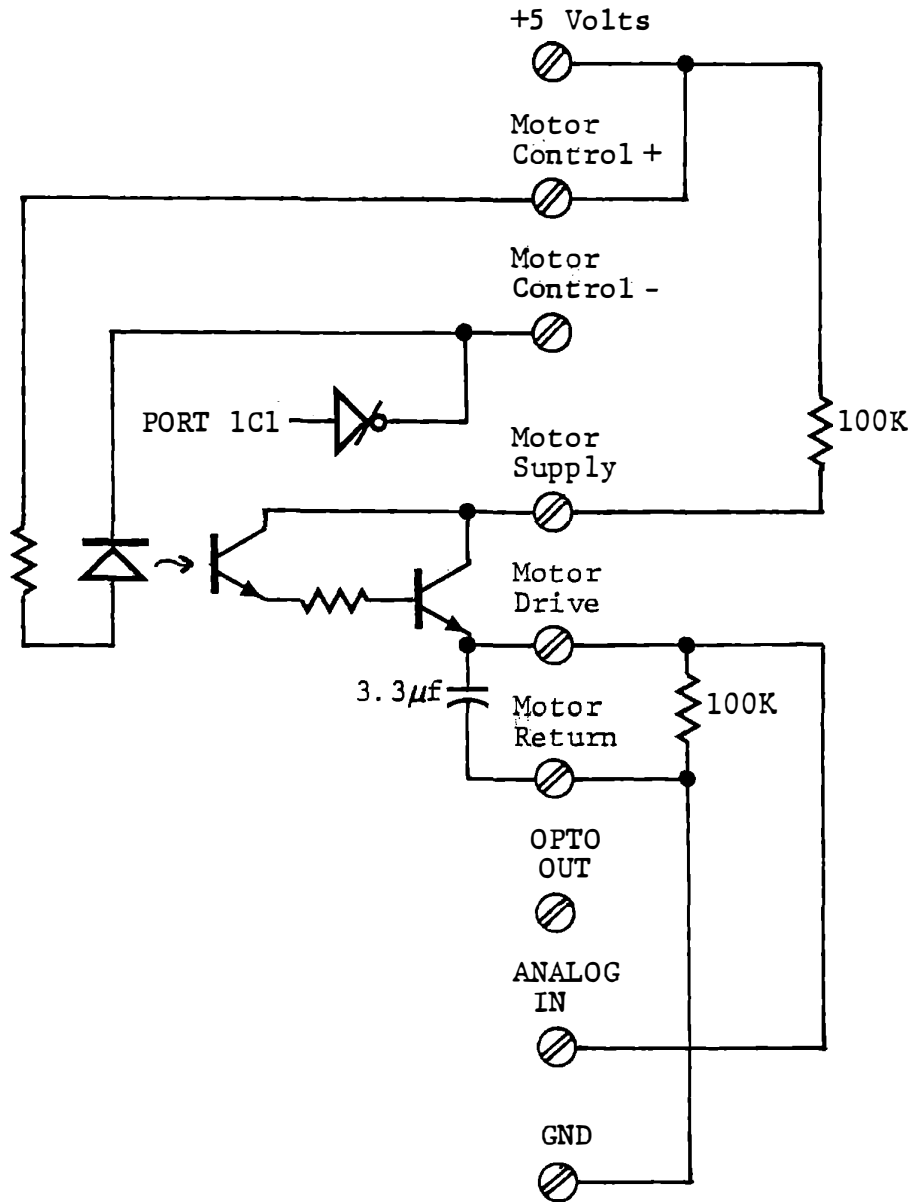 +5 Volts
Motor
Control +
Motor
Control -
PORT 1C1
100K
Motor
Supply
Motor
Drive
3.3μf
100K
Motor
Return
OPTO
OUT
ANALOG
IN
GND